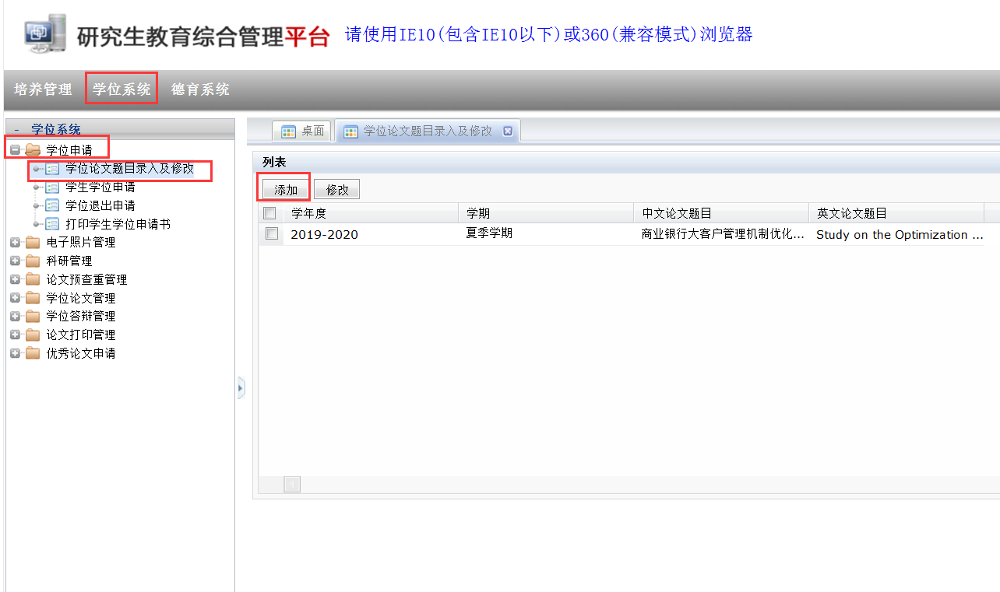 研究生教育综合管理平台 请使用IE10(包含IE10以下)或360(兼容模式)浏览器
培养管理 学位系统 德育系统
- 学位系统
学位申请
学位论文题目录入及修改
学生学位申请
学位退出申请
打印学生学位申请书
电子照片管理
科研管理
论文预查重管理
学位论文管理
学位答辩管理
论文打印管理
优秀论文申请
桌面 学位论文题目录入及修改
列表
添加 修改
学年度 学期 中文论文题目 英文论文题目
2019-2020 夏季学期 商业银行大客户管理机制优化... Study on the Optimization ...
1